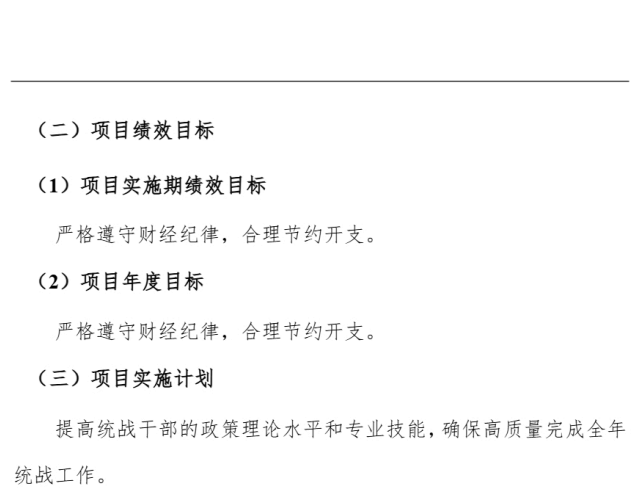 （二）项目绩效目标
（1）项目实施期绩效目标
严格遵守财经纪律，合理节约开支。
（2）项目年度目标
严格遵守财经纪律，合理节约开支。
（三）项目实施计划
提高统战干部的政策理论水平和专业技能，确保高质量完成全年
统战工作。